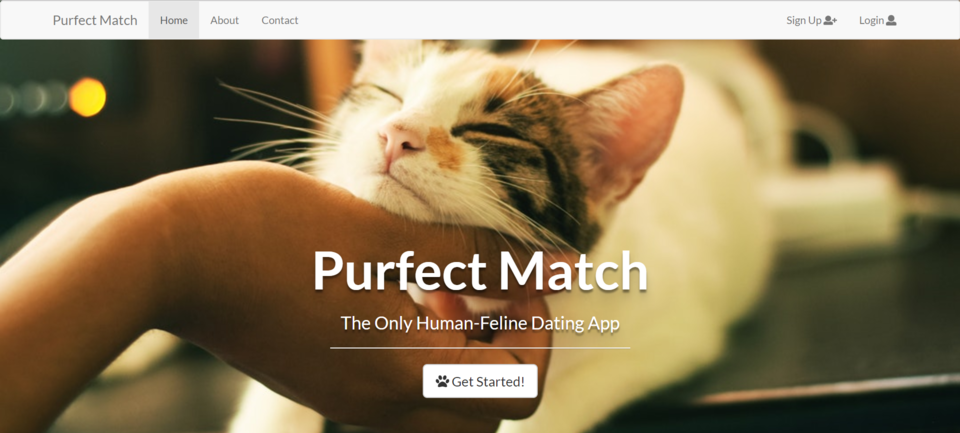 Purfect Match Home About Contact Sign Up Login
Purfect Match
The Only Human-Feline Dating App
Get Started!